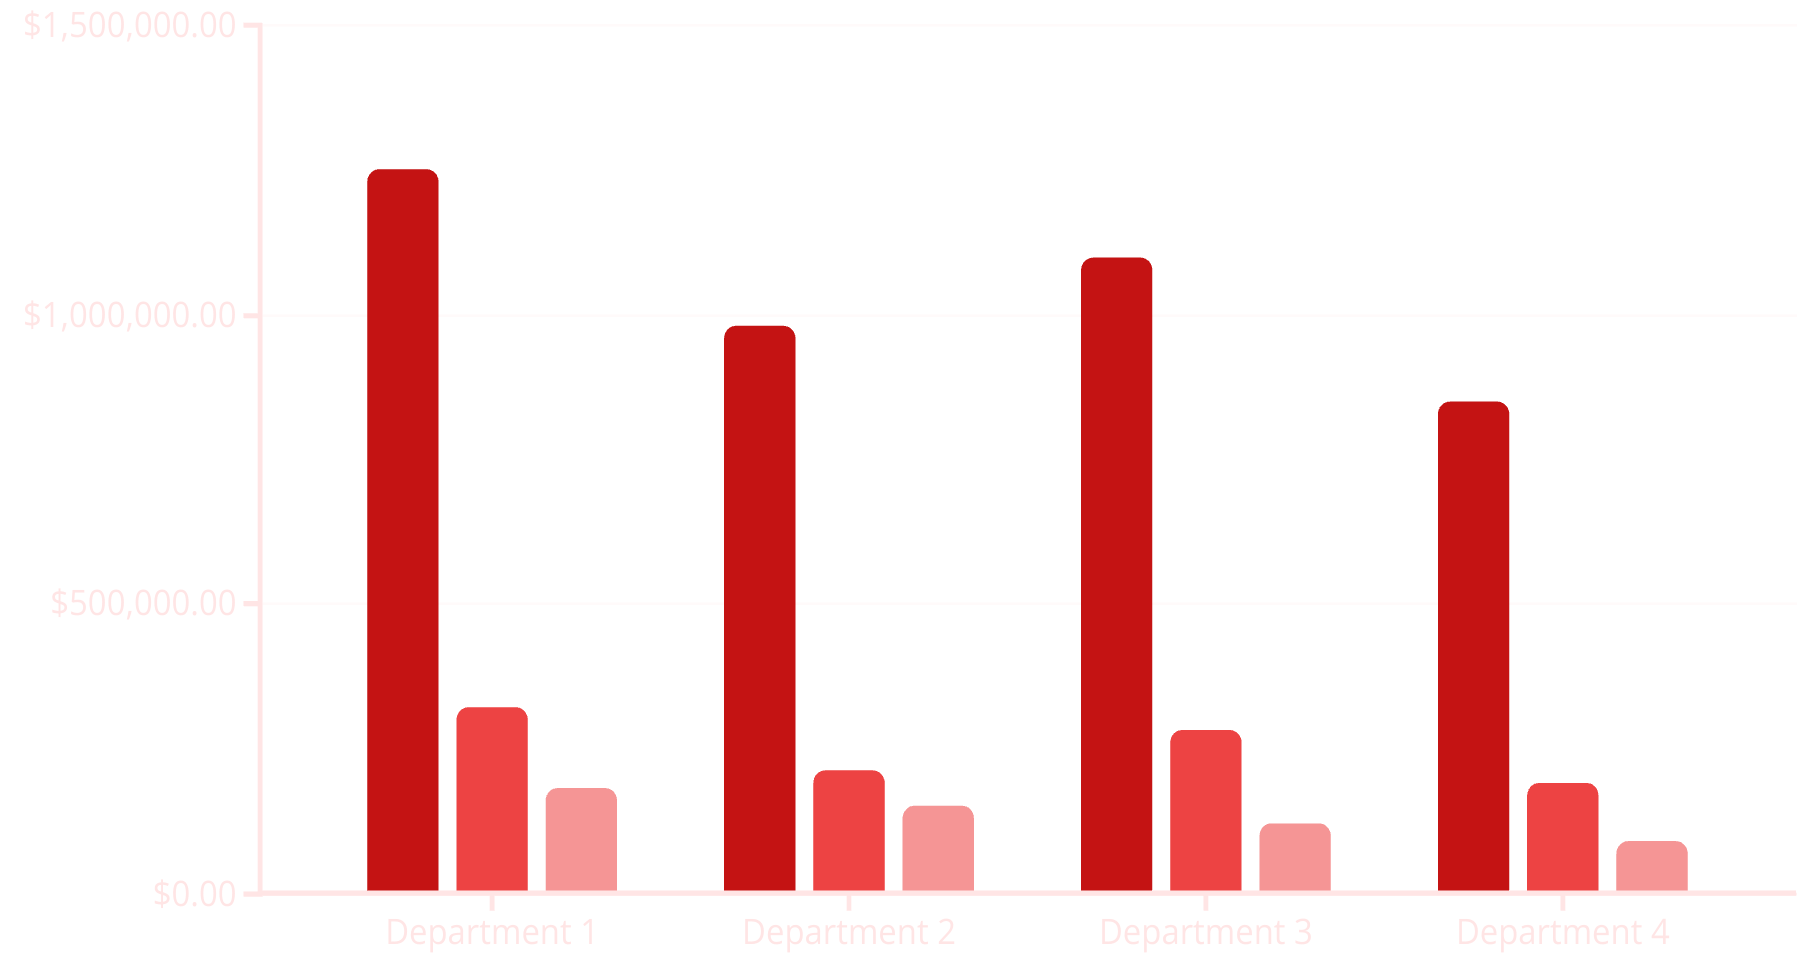 $1,500,000.00
$1,000,000.00
$500,000.00
$0.00
Department 1
Department 2
Department 3
Department 4